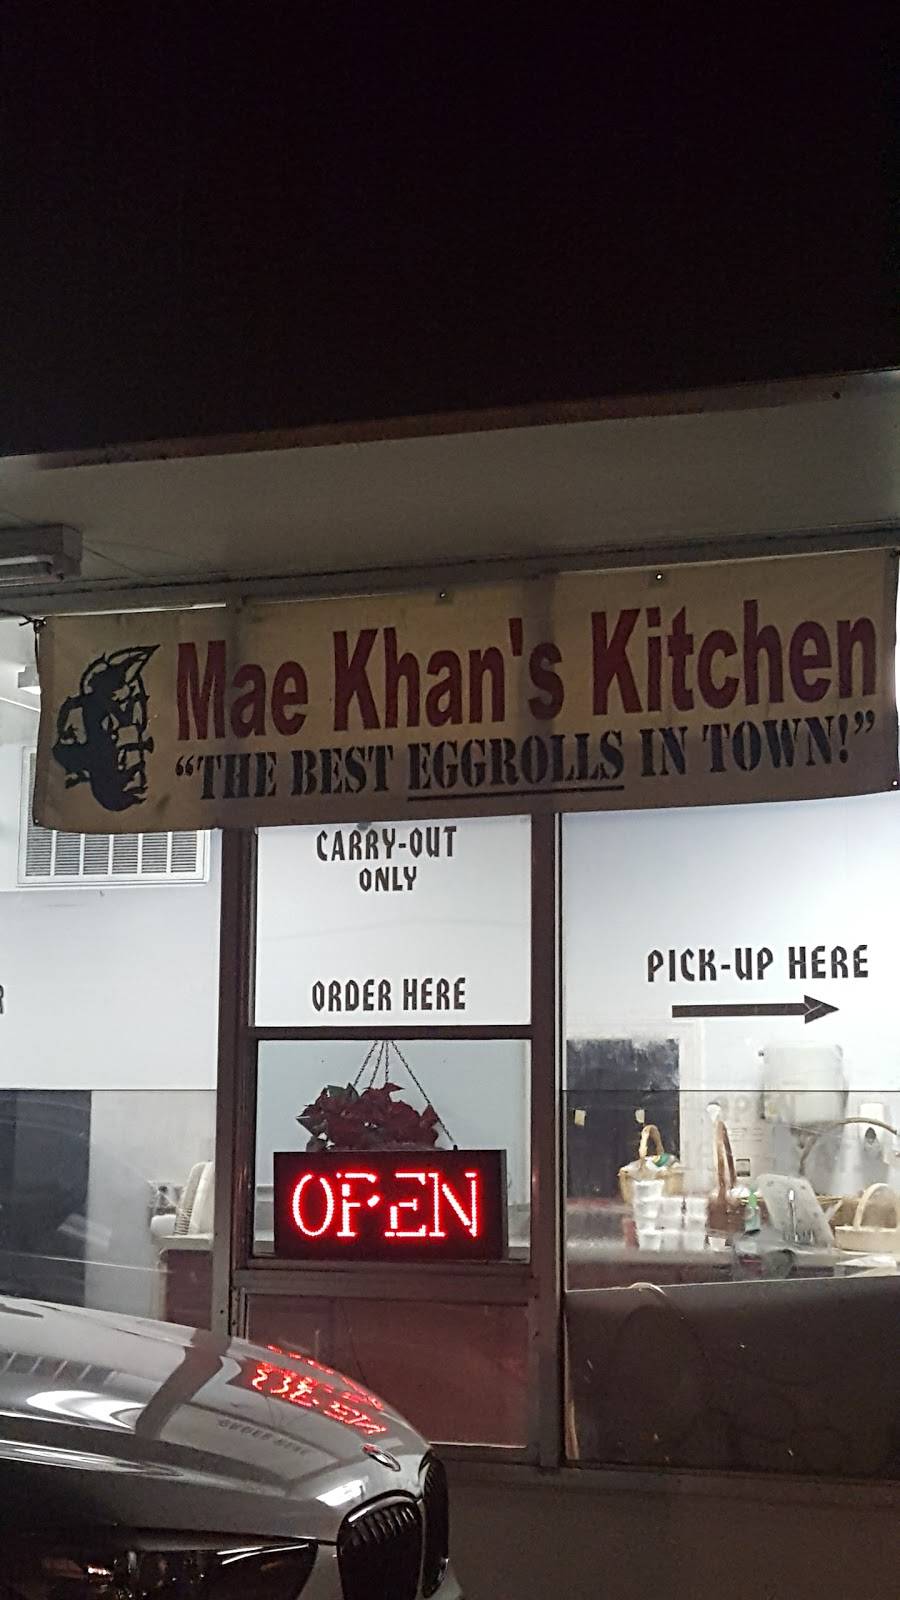 Mae Khan's Kitchen
“THE BEST EGGROLLS IN TOWN!”
CARRY-OUT
ONLY
ORDER HERE
PICK-UP HERE
OPEN